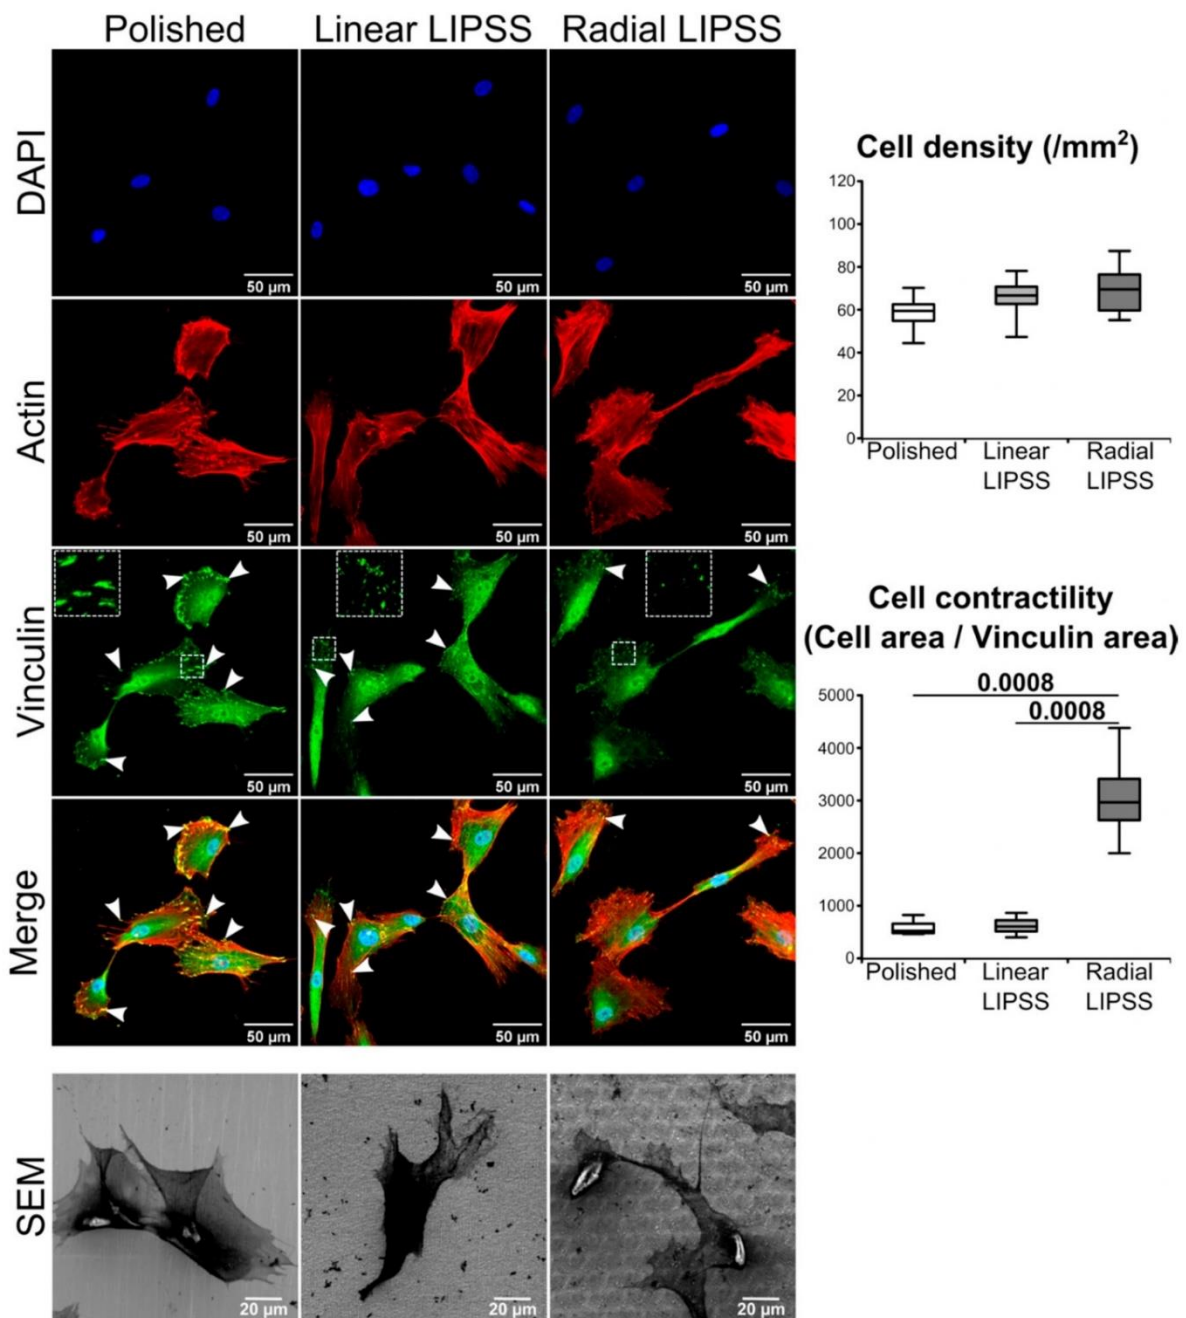 Polished Linear LIPSS Radial LIPSS
DAPI
50 µm 50 µm 50 µm
Actin
50 µm 50 µm 50 µm
Vinculin
50 µm 50 µm 50 µm
Merge
50 µm 50 µm 50 µm
SEM
20 µm 20 µm 20 µm
Cell density (/mm²)
120
80
60
40
20
0
Polished Linear Radial
LIPSS LIPSS
Cell contractility
(Cell area / Vinculin area)
0.0008
0.0008
5000
4000
3000
2000
1000
0
Polished Linear Radial
LIPSS LIPSS